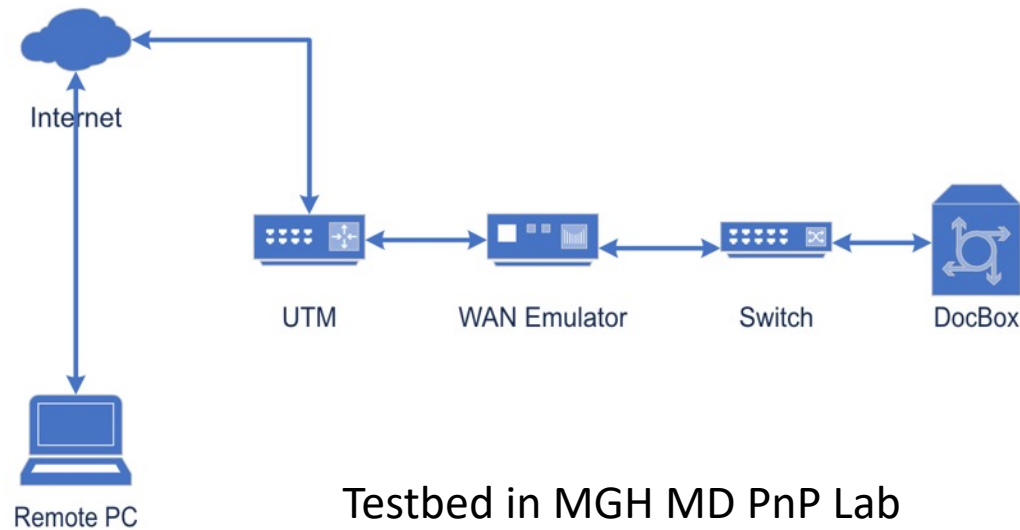 Internet
UTM
WAN Emulator
Switch
DocBox
Remote PC
Testbed in MGH MD PnP Lab